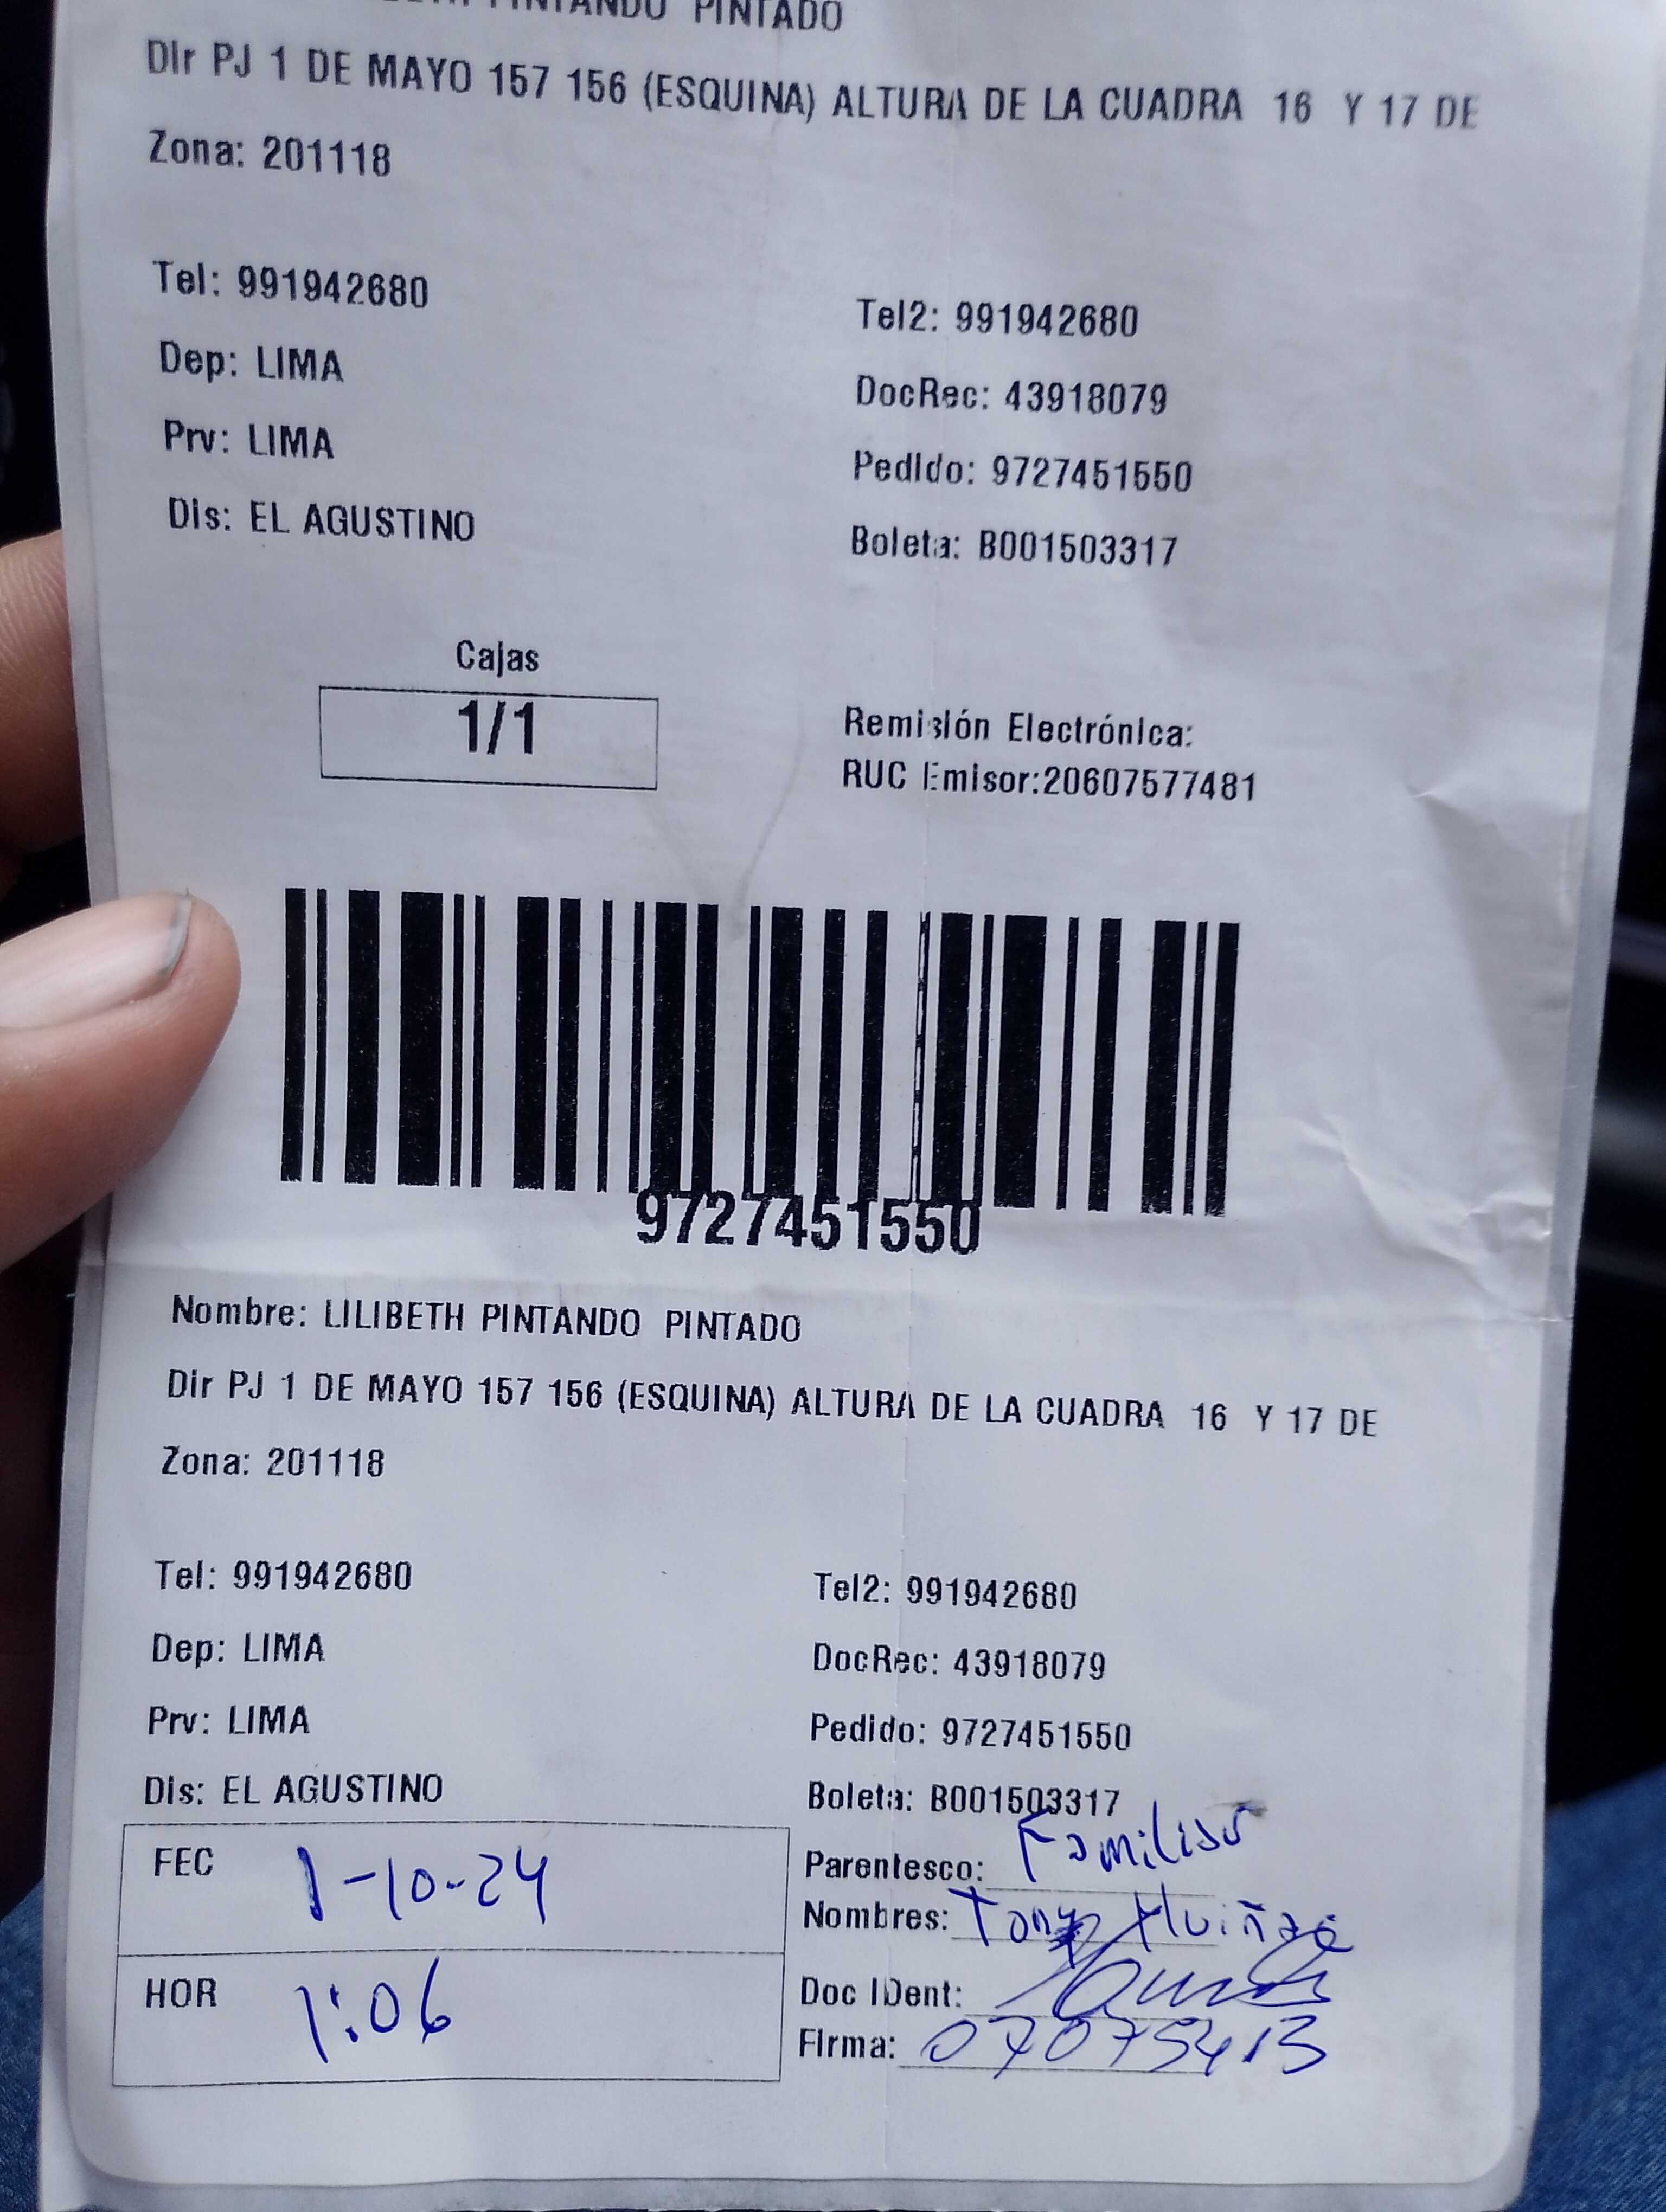 PINTANDO PINTADO
Dir PJ 1 DE MAYO 157 156 (ESQUINA) ALTURA DE LA CUADRA 16 Y 17 DE
Zona: 201118
Tel: 991942680 Tel2: 991942680
Dep: LIMA DocRec: 43918079
Prv: LIMA Pedido: 9727451550
Dis: EL AGUSTINO Boleta: B001503317
Cajas
1/1
Remisión Electrónica:
RUC Emisor:20607577481
9727451550
Nombre: LILIBETH PINTANDO PINTADO
Dir PJ 1 DE MAYO 157 156 (ESQUINA) ALTURA DE LA CUADRA 16 Y 17 DE
Zona: 201118
Tel: 991942680 Tel2: 991942680
Dep: LIMA DocRec: 43918079
Prv: LIMA Pedido: 9727451550
Dis: EL AGUSTINO Boleta: B001503317
FEC 1-10-24 Parentesco: Familiar
Nombres: Tony
HOR 1:06 Doc IDent:
Firma: 07075413